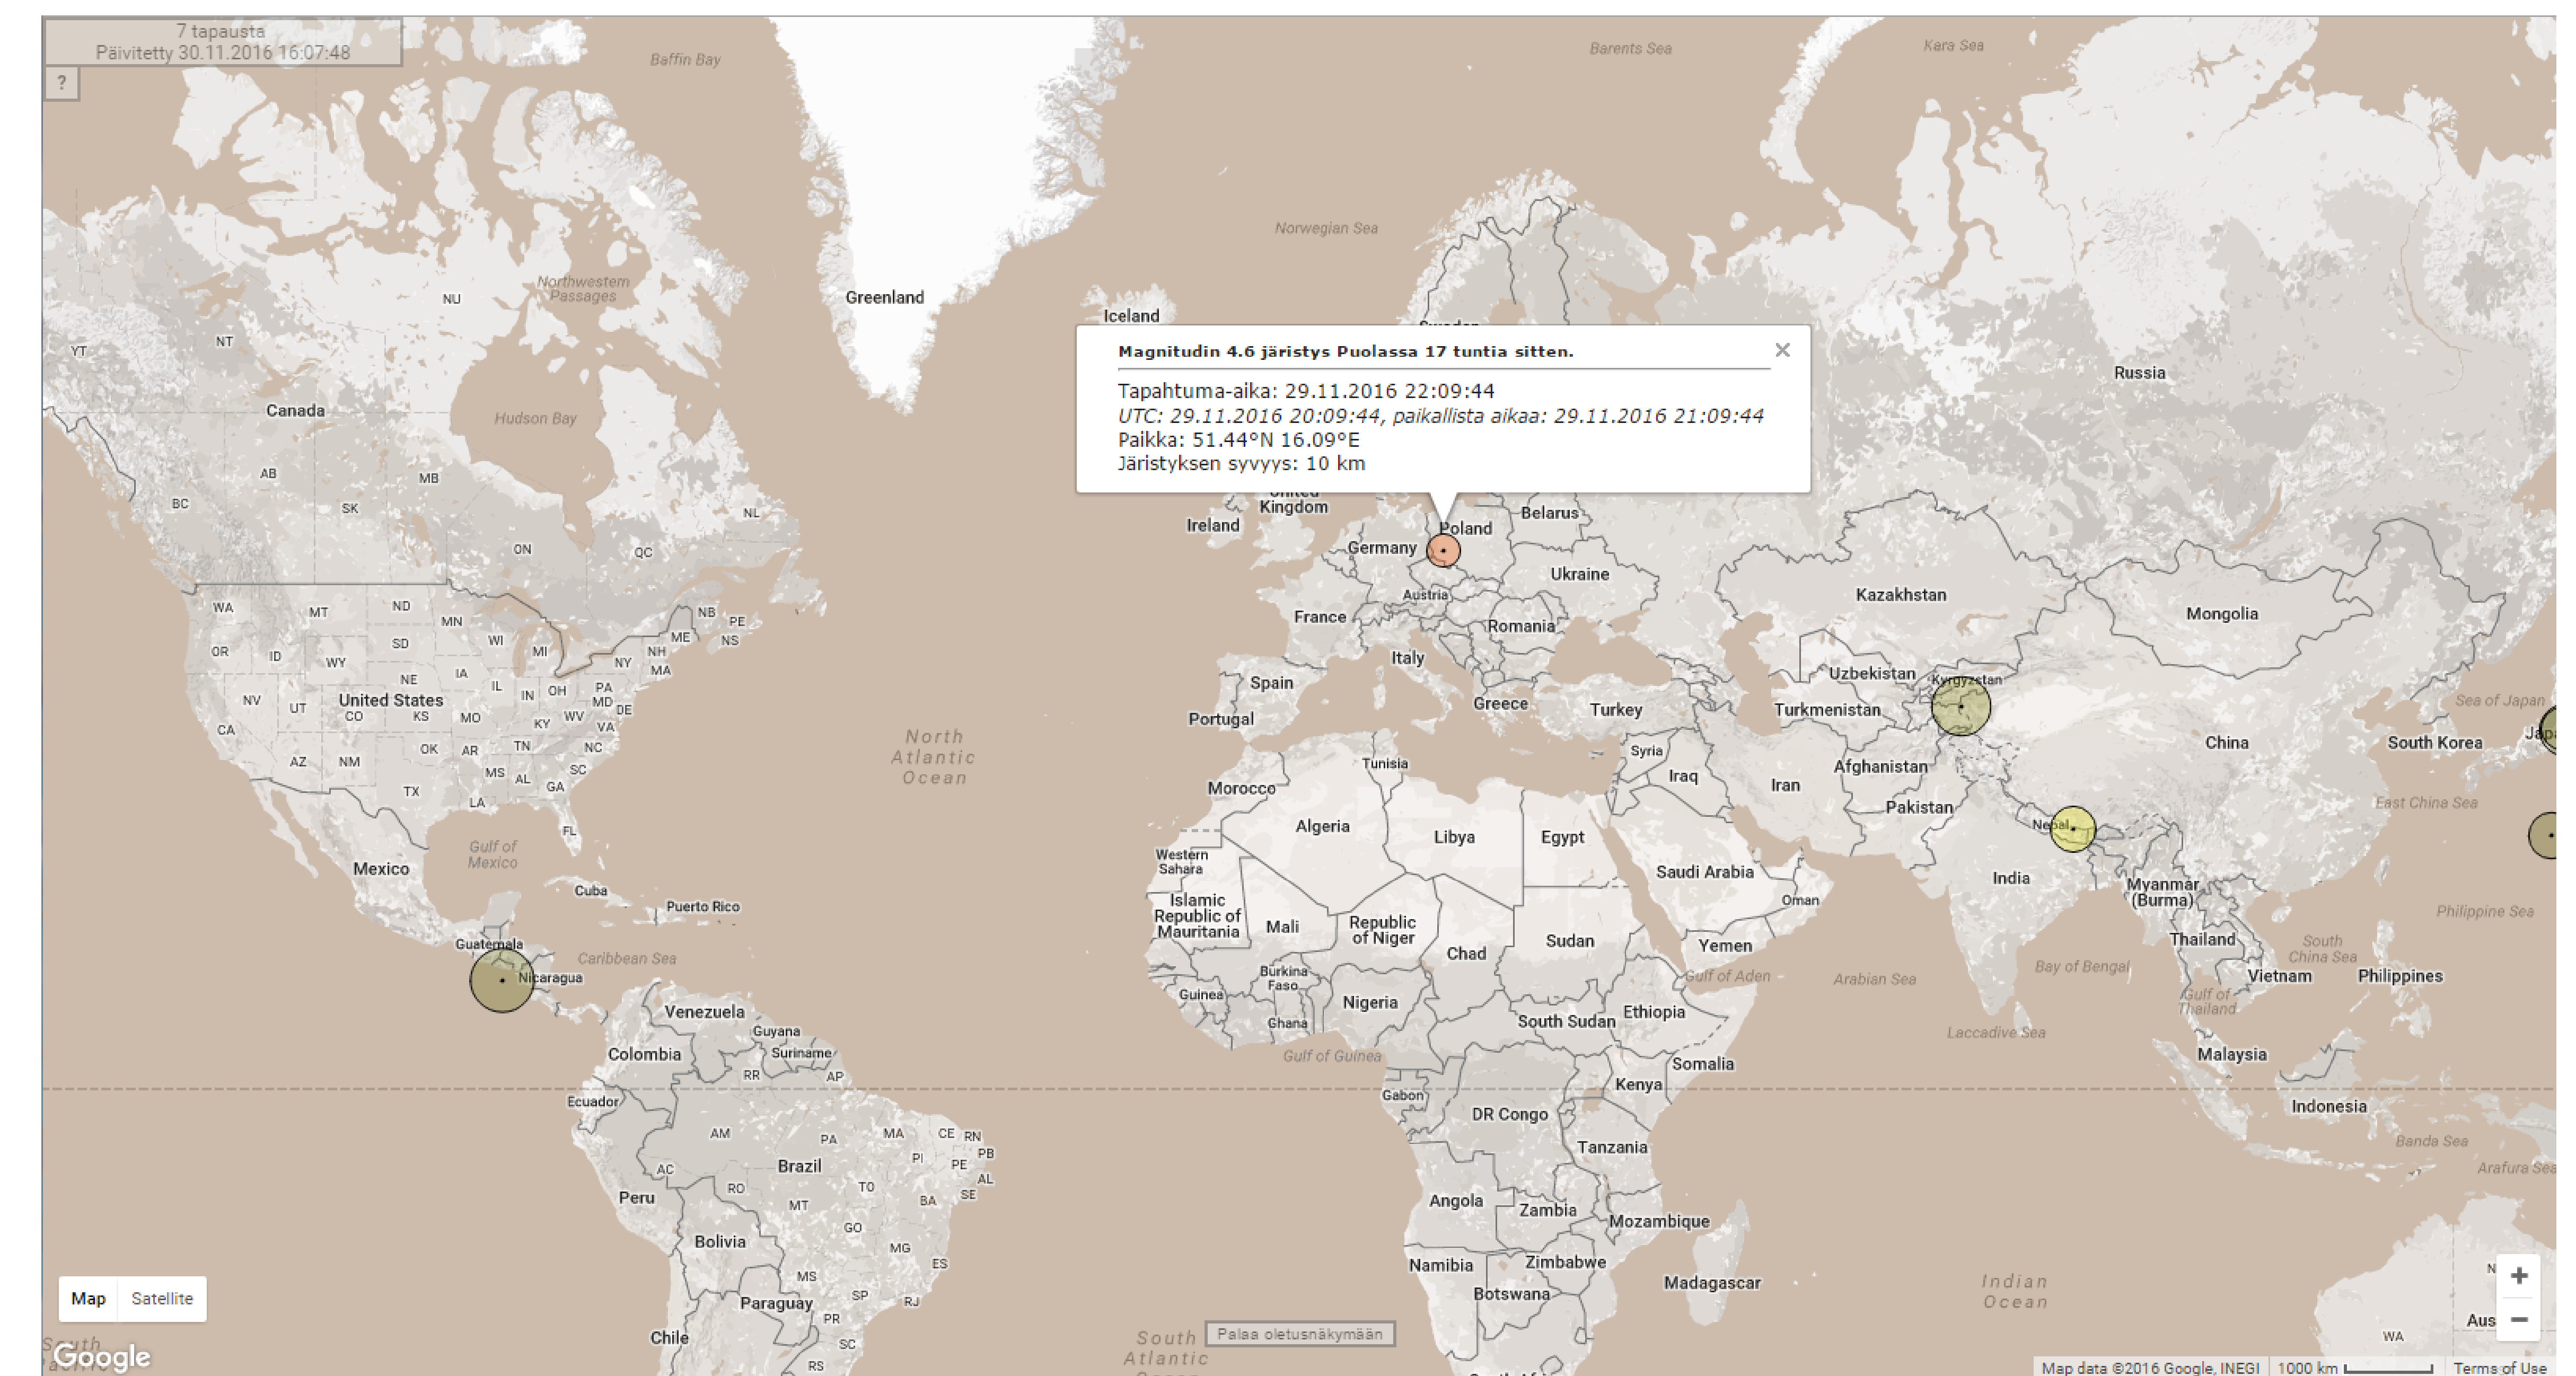 7 tapausta
Päivitetty 30.11.2016 16:07:48
?
Baffin Bay
Barents Sea
Kara Sea
Norwegian Sea
Northwestern
Passages
NU
Greenland
Iceland
NT
YT
Magnitudin 4.6 järistys Puolassa 17 tuntia sitten.
Tapahtuma-aika: 29.11.2016 22:09:44
UTC: 29.11.2016 20:09:44, paikallista aikaa: 29.11.2016 21:09:44
Paikka: 51.44°N 16.09°E
Järistyksen syvyys: 10 km
Russia
Canada
Hudson Bay
AB
MB
BC
SK
NL
ON
QC
Kingdom
Ireland
Belarus
Poland
Germany
Ukraine
Austria
France
Romania
Italy
Spain
Portugal
Greece
Turkey
Kazakhstan
Mongolia
Uzbekistan
Kyrgyzstan
Turkmenistan
Sea of Japan
South Korea
China
WA
MT
ND
MN
NB
PE
OR
ID
WY
SD
WI
MI
NY
NH
ME
NS
MA
NE
IA
IL
IN
OH
PA
MD
DE
NV
UT
United States
CO
KS
MO
KY
WV
VA
CA
OK
AR
TN
NC
AZ
NM
MS
AL
SC
GA
TX
LA
FL
North
Atlantic
Ocean
Gulf of
Mexico
Mexico
Cuba
Puerto Rico
Guatemala
Nicaragua
Caribbean Sea
Syria
Iraq
Iran
Afghanistan
Pakistan
Nepal
India
East China Sea
Philippine Sea
Tunisia
Morocco
Algeria
Libya
Egypt
Western
Sahara
Saudi Arabia
Oman
Islamic
Republic of
Mauritania
Mali
Republic
of Niger
Chad
Sudan
Yemen
Gulf of Aden
Arabian Sea
Bay of Bengal
Myanmar
(Burma)
Thailand
South
China Sea
Vietnam
Philippines
Gulf of
Thailand
Laccadive Sea
Malaysia
Burkina
Faso
Guinea
Ghana
Nigeria
South Sudan
Ethiopia
Gulf of Guinea
Somalia
Kenya
Gabon
DR Congo
Tanzania
Angola
Zambia
Mozambique
Namibia
Zimbabwe
Botswana
Madagascar
Venezuela
Guyana
Colombia
Suriname
RR
AP
Ecuador
AM
PA
MA
CE
RN
PI
PE
PB
AC
Brazil
AL
Peru
RO
TO
BA
SE
MT
GO
Bolivia
MG
ES
MS
SP
RJ
Paraguay
PR
Chile
SC
RS
Indonesia
Banda Sea
Arafura Sea
Indian
Ocean
WA
South
Atlantic
Palaa oletusnäkymään
Map
Satellite
South
Google
+
−
Map data ©2016 Google, INEGI
1000 km
Terms of Use